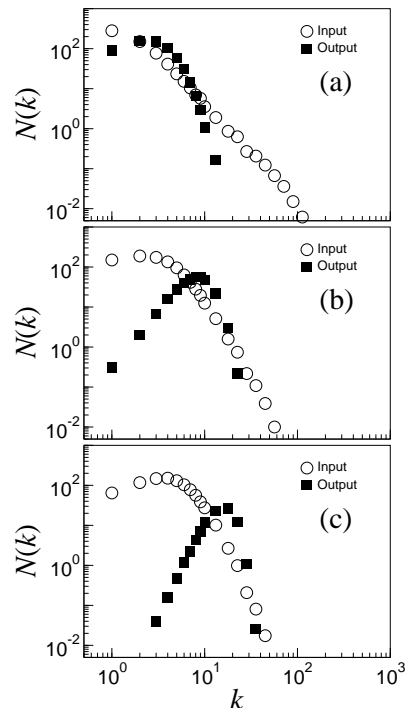 10²
10⁰
10⁻²
N(k)
Input
Output
(a)
10²
10⁰
10⁻²
N(k)
Input
Output
(b)
10²
10⁰
10⁻²
N(k)
Input
Output
(c)
10⁰ 10¹ 10² 10³
k